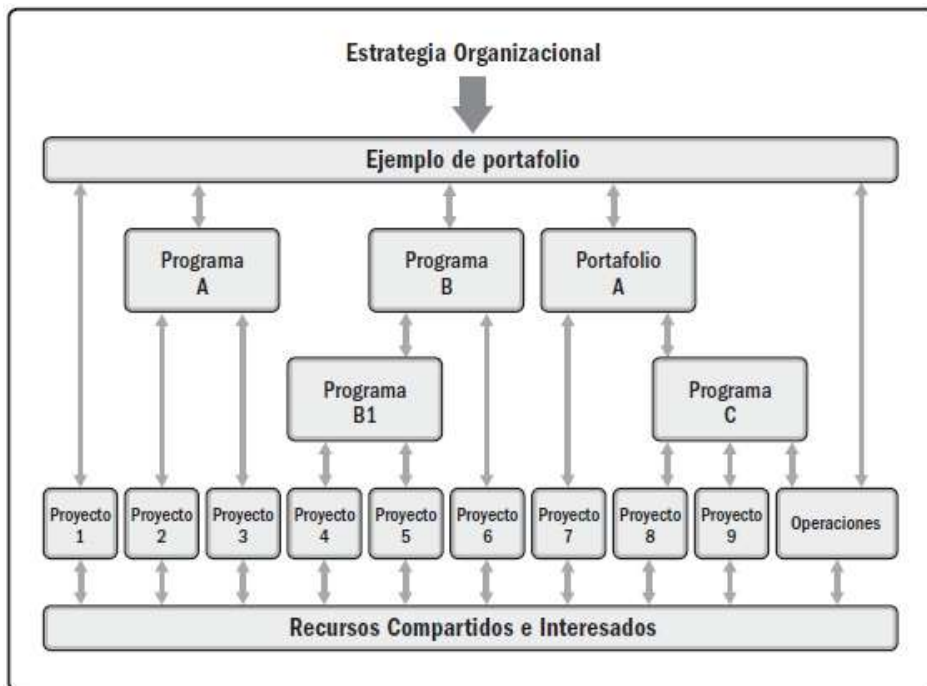 Estrategia Organizacional
Ejemplo de portafolio
Programa
A
Programa
B
Portafolio
A
Programa
B1
Programa
C
Proyecto
1
Proyecto
2
Proyecto
3
Proyecto
4
Proyecto
5
Proyecto
6
Proyecto
7
Proyecto
8
Proyecto
9
Operaciones
Recursos Compartidos e Interesados